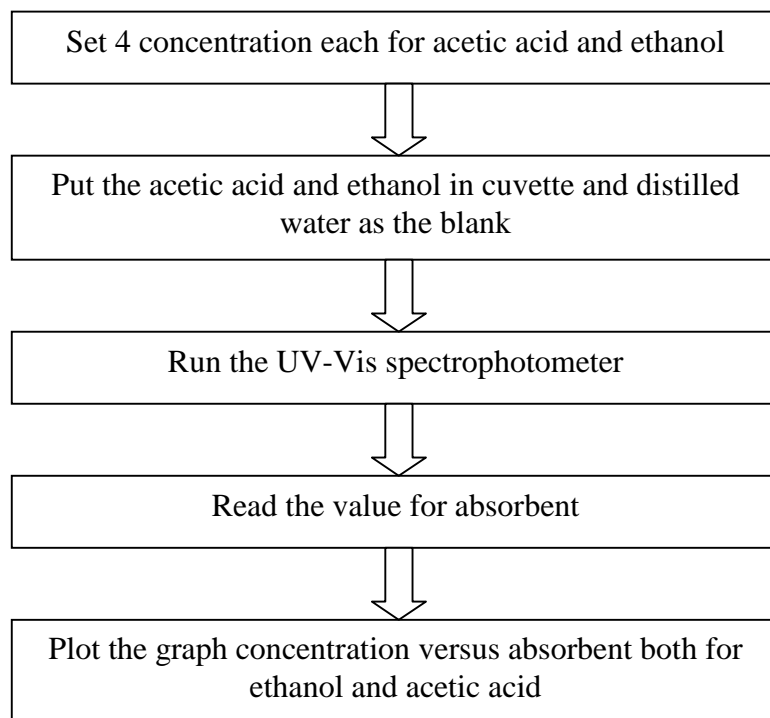 Set 4 concentration each for acetic acid and ethanol
Put the acetic acid and ethanol in cuvette and distilled
water as the blank
Run the UV-Vis spectrophotometer
Read the value for absorbent
Plot the graph concentration versus absorbent both for
ethanol and acetic acid